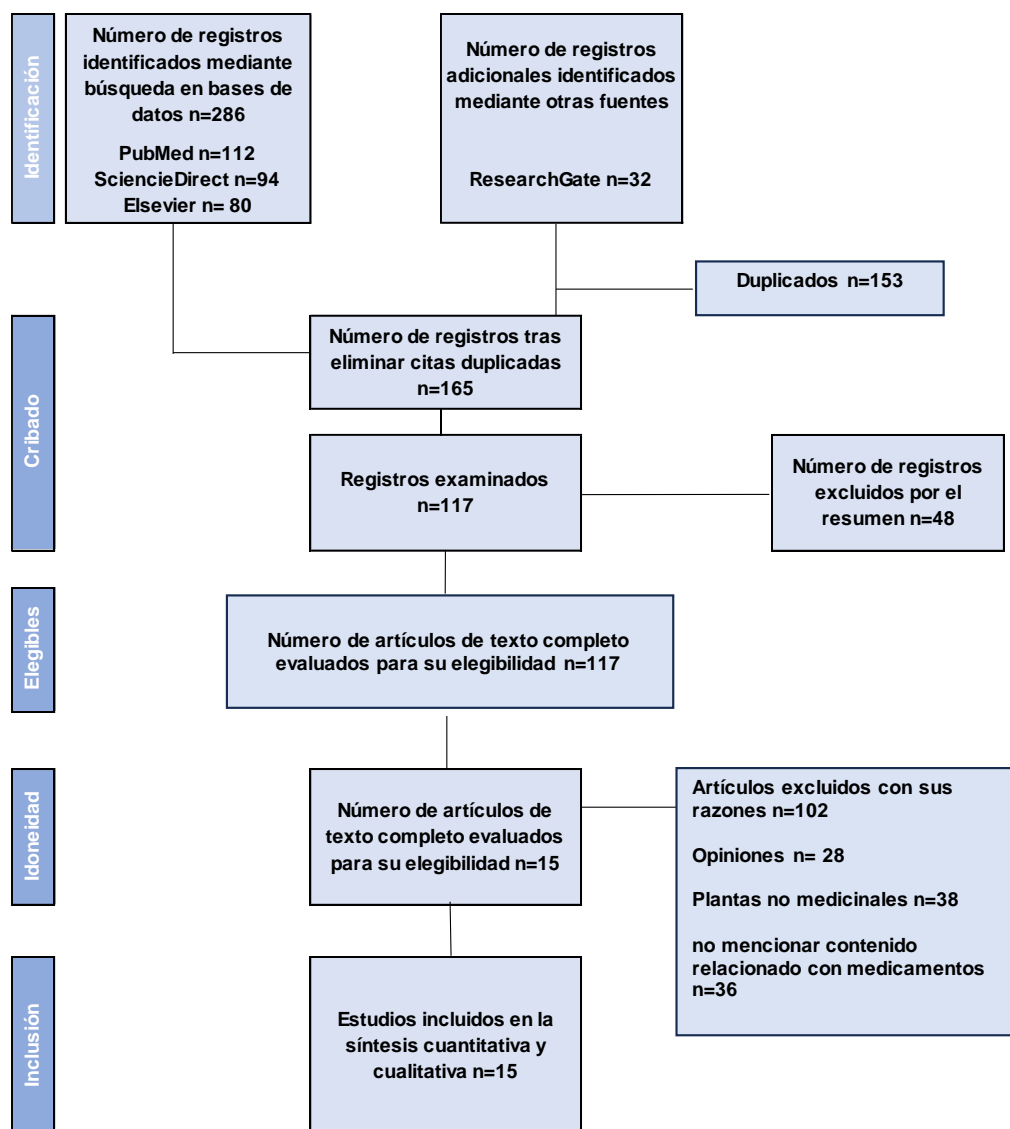 Identificación
Número de registros
identificados mediante
búsqueda en bases de
datos n=286
PubMed n=112
SciencieDirect n=94
Elsevier n= 80
Número de registros
adicionales identificados
mediante otras fuentes
ResearchGate n=32
Duplicados n=153
Cribado
Número de registros tras
eliminar citas duplicadas
n=165
Registros examinados
n=117
Número de registros
excluidos por el
resumen n=48
Elegibles
Número de artículos de texto completo
evaluados para su elegibilidad n=117
Idoneidad
Número de artículos de
texto completo evaluados
para su elegibilidad n=15
Artículos excluidos con sus
razones n=102
Opiniones n= 28
Plantas no medicinales n=38
no mencionar contenido
relacionado con medicamentos
n=36
Inclusión
Estudios incluidos en la
síntesis cuantitativa y
cualitativa n=15